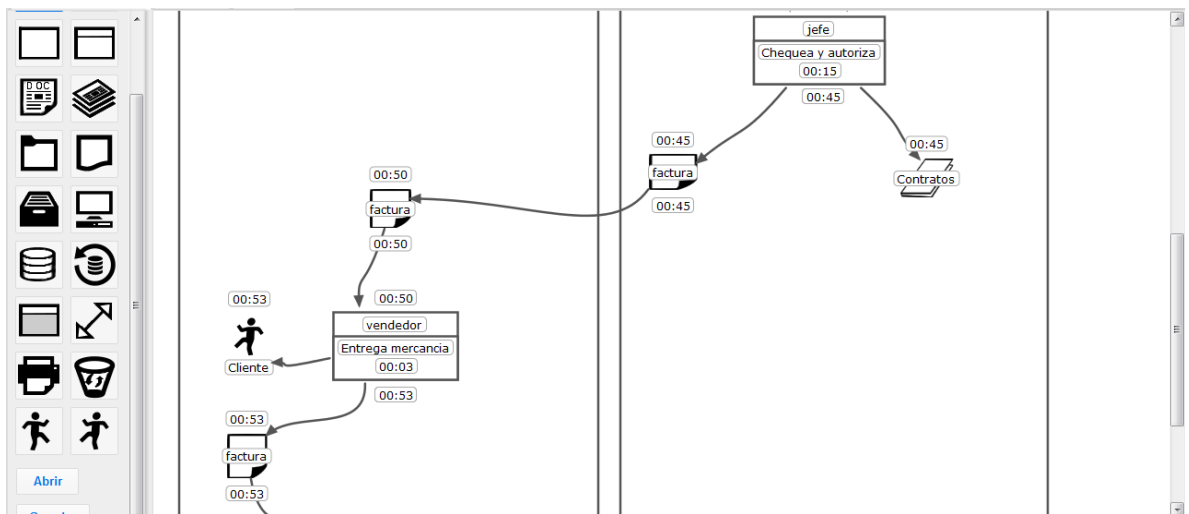 jefe
Chequea y autoriza
00:15
00:45
DOC
00:45
factura
00:45
00:45
Contratos
00:50
factura
00:50
00:50
vendedor
Entrega mercancia
00:03
00:53
00:53
Cliente
00:53
factura
00:53
Abrir